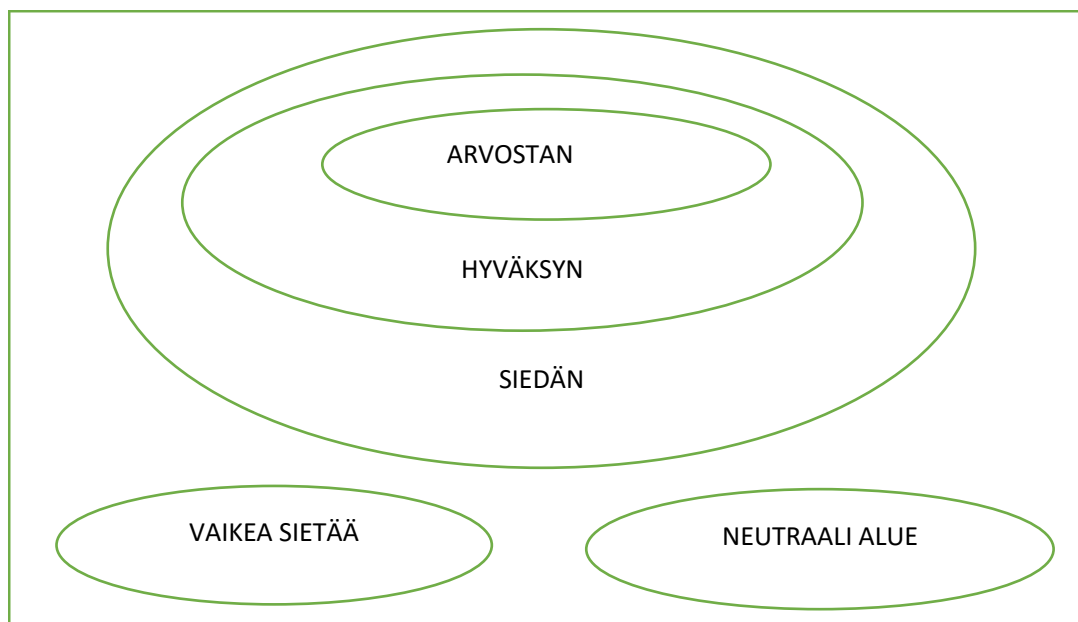 ARVOSTAN
HYVÄKSYN
SIEDÄN
VAIKEA SIETÄÄ
NEUTRAALI ALUE